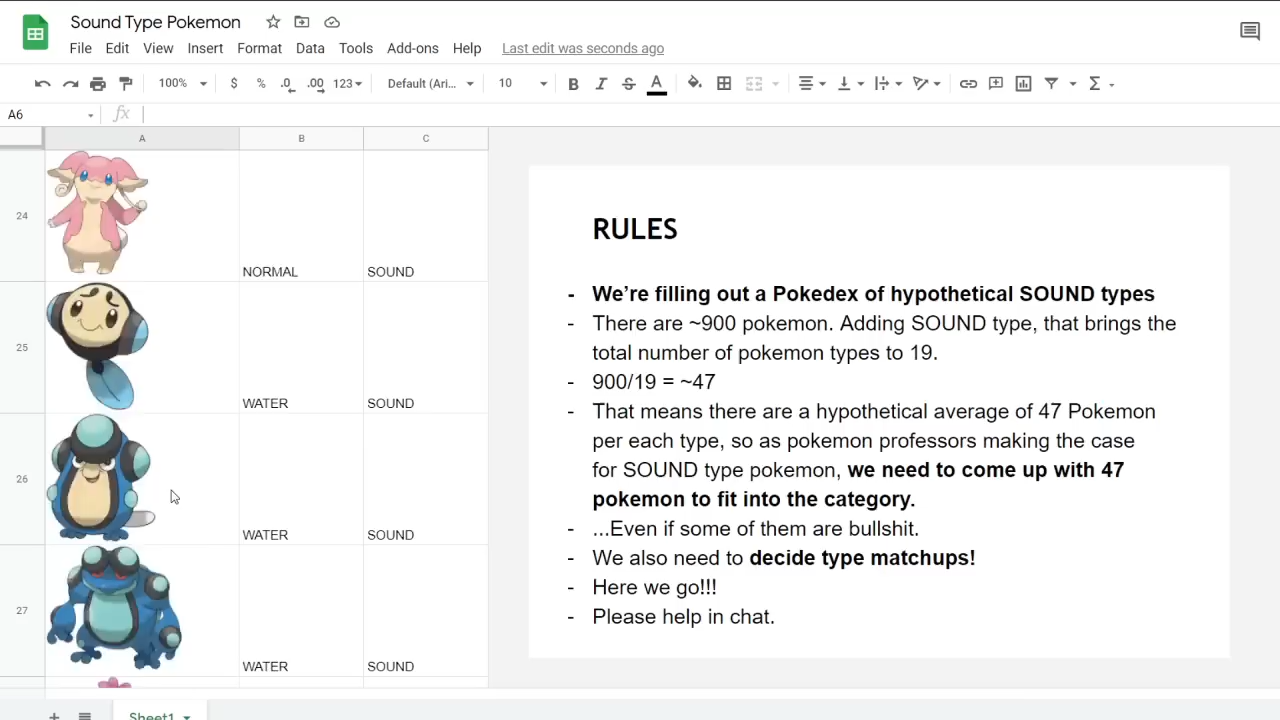 Sound Type Pokemon
File Edit View Insert Format Data Tools Add-ons Help Last edit was seconds ago
100% $ % .0 .00 123 Default (Ari... 10 B I S A
A6 fx
A B C
24 NORMAL SOUND
25 WATER SOUND
26 WATER SOUND
27 WATER SOUND
RULES
- We’re filling out a Pokedex of hypothetical SOUND types
- There are ~900 pokemon. Adding SOUND type, that brings the
total number of pokemon types to 19.
- 900/19 = ~47
- That means there are a hypothetical average of 47 Pokemon
per each type, so as pokemon professors making the case
for SOUND type pokemon, we need to come up with 47
pokemon to fit into the category.
- ...Even if some of them are bullshit.
- We also need to decide type matchups!
- Here we go!!!
- Please help in chat.
+ Sheet1